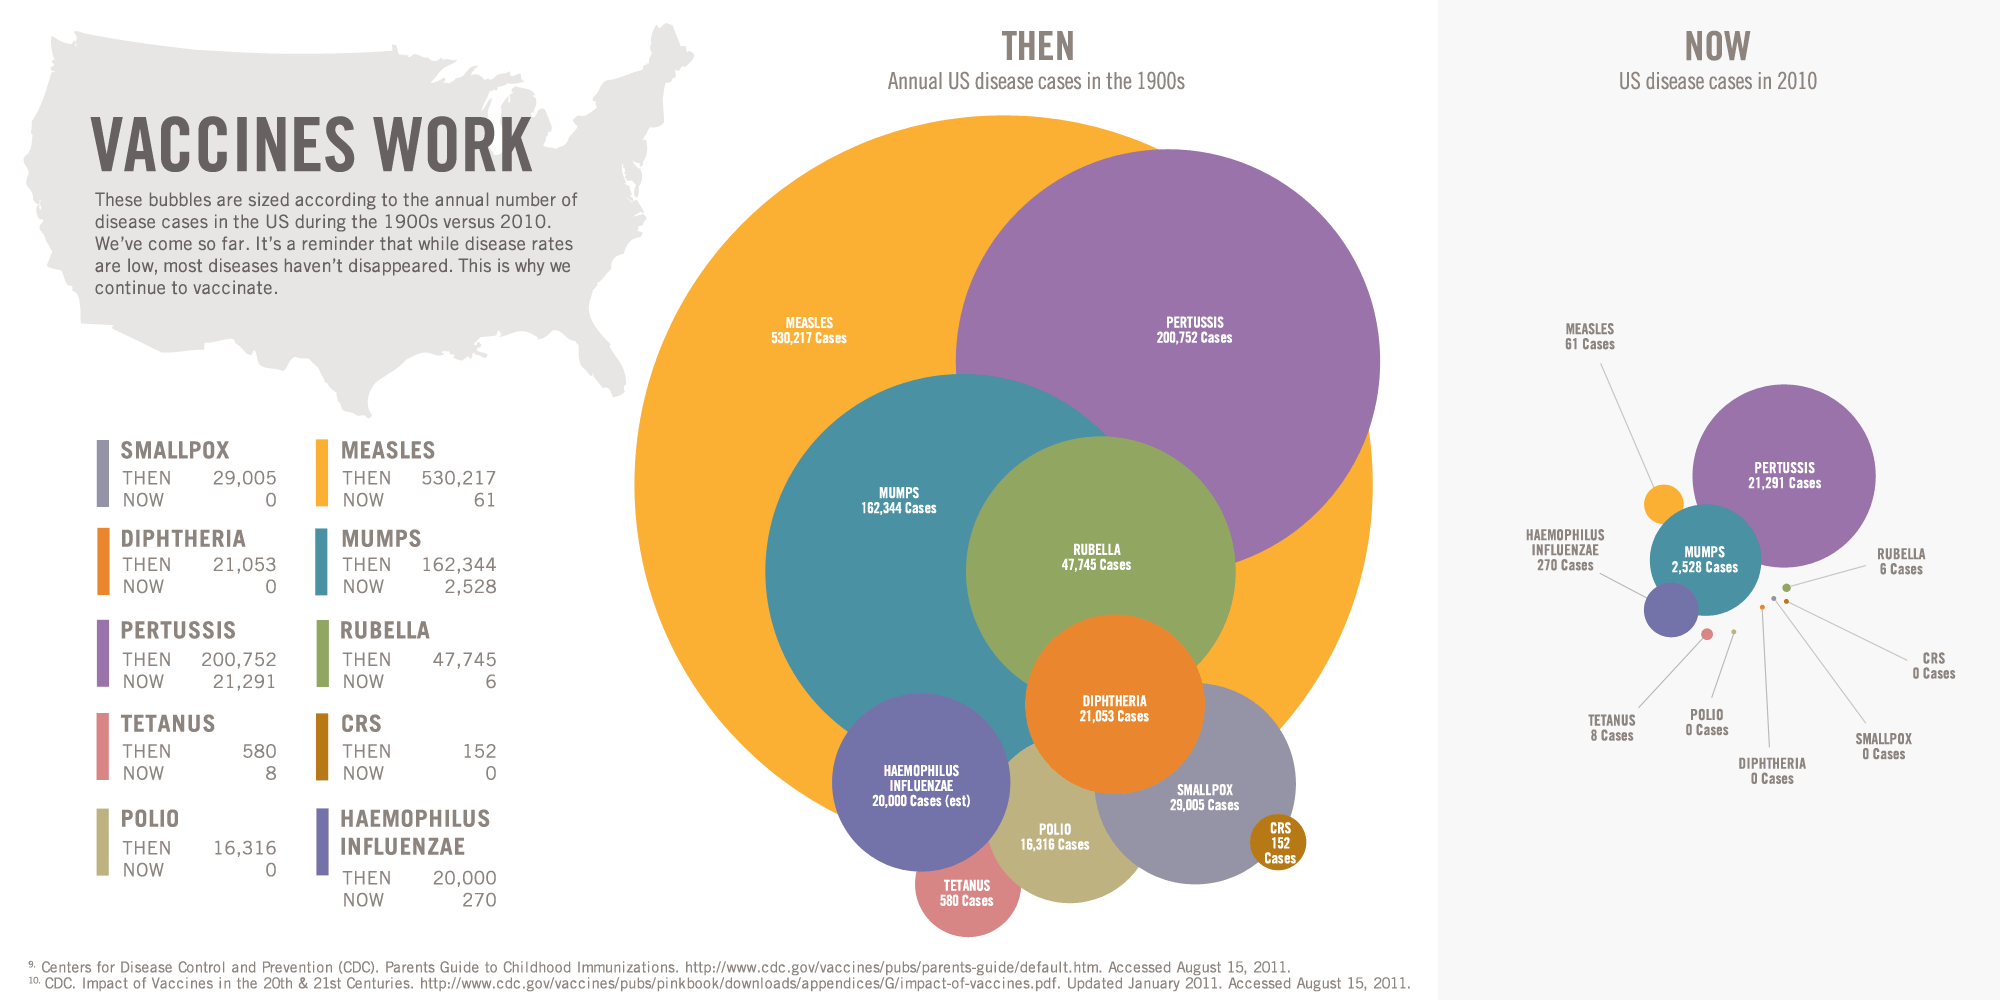 VACCINES WORK
These bubbles are sized according to the annual number of
disease cases in the US during the 1900s versus 2010.
We've come so far. It's a reminder that while disease rates
are low, most diseases haven't disappeared. This is why we
continue to vaccinate.
SMALLPOX
THEN 29,005
NOW 0
MEASLES
THEN 530,217
NOW 61
DIPHTHERIA
THEN 21,053
NOW 0
MUMPS
THEN 162,344
NOW 2,528
PERTUSSIS
THEN 200,752
NOW 21,291
RUBELLA
THEN 47,745
NOW 6
TETANUS
THEN 580
NOW 8
CRS
THEN 152
NOW 0
POLIO
THEN 16,316
NOW 0
HAEMOPHILUS
INFLUENZAE
THEN 20,000
NOW 270
THEN
Annual US disease cases in the 1900s
MEASLES
530,217 Cases
PERTUSSIS
200,752 Cases
MUMPS
162,344 Cases
RUBELLA
47,745 Cases
DIPHTHERIA
21,053 Cases
HAEMOPHILUS
INFLUENZAE
20,000 Cases (est)
SMALLPOX
29,005 Cases
POLIO
16,316 Cases
CRS
152
Cases
TETANUS
580 Cases
NOW
US disease cases in 2010
MEASLES
61 Cases
PERTUSSIS
21,291 Cases
HAEMOPHILUS
INFLUENZAE
270 Cases
MUMPS
2,528 Cases
RUBELLA
6 Cases
CRS
0 Cases
TETANUS
8 Cases
POLIO
0 Cases
SMALLPOX
0 Cases
DIPHTHERIA
0 Cases
9. Centers for Disease Control and Prevention (CDC). Parents Guide to Childhood Immunizations. http://www.cdc.gov/vaccines/pubs/parents-guide/default.htm. Accessed August 15, 2011.
10. CDC. Impact of Vaccines in the 20th & 21st Centuries. http://www.cdc.gov/vaccines/pubs/pinkbook/downloads/appendices/G/impact-of-vaccines.pdf. Updated January 2011. Accessed August 15, 2011.